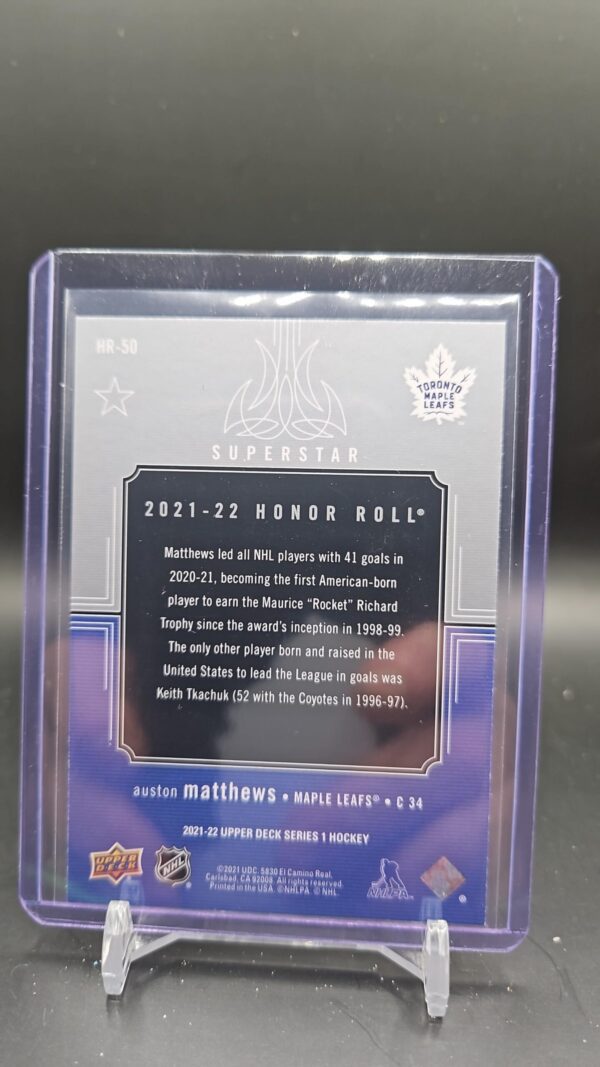 HR-50
TORONTO
MAPLE
LEAFS
SUPERSTAR
2021-22 HONOR ROLL®
Matthews led all NHL players with 41 goals in
2020-21, becoming the first American-born
player to earn the Maurice "Rocket" Richard
Trophy since the award's inception in 1998-99.
The only other player born and raised in the
United States to lead the League in goals was
Keith Tkachuk (52 with the Coyotes in 1996-97).
auston matthews • MAPLE LEAFS® • C 34
2021-22 UPPER DECK SERIES 1 HOCKEY
UPPER
DECK
NHL
©2021 UDC. 5830 El Camino Real,
Carlsbad, CA 92008. All rights reserved.
Printed in the USA. ©NHLPA. © NHL
NHLPA